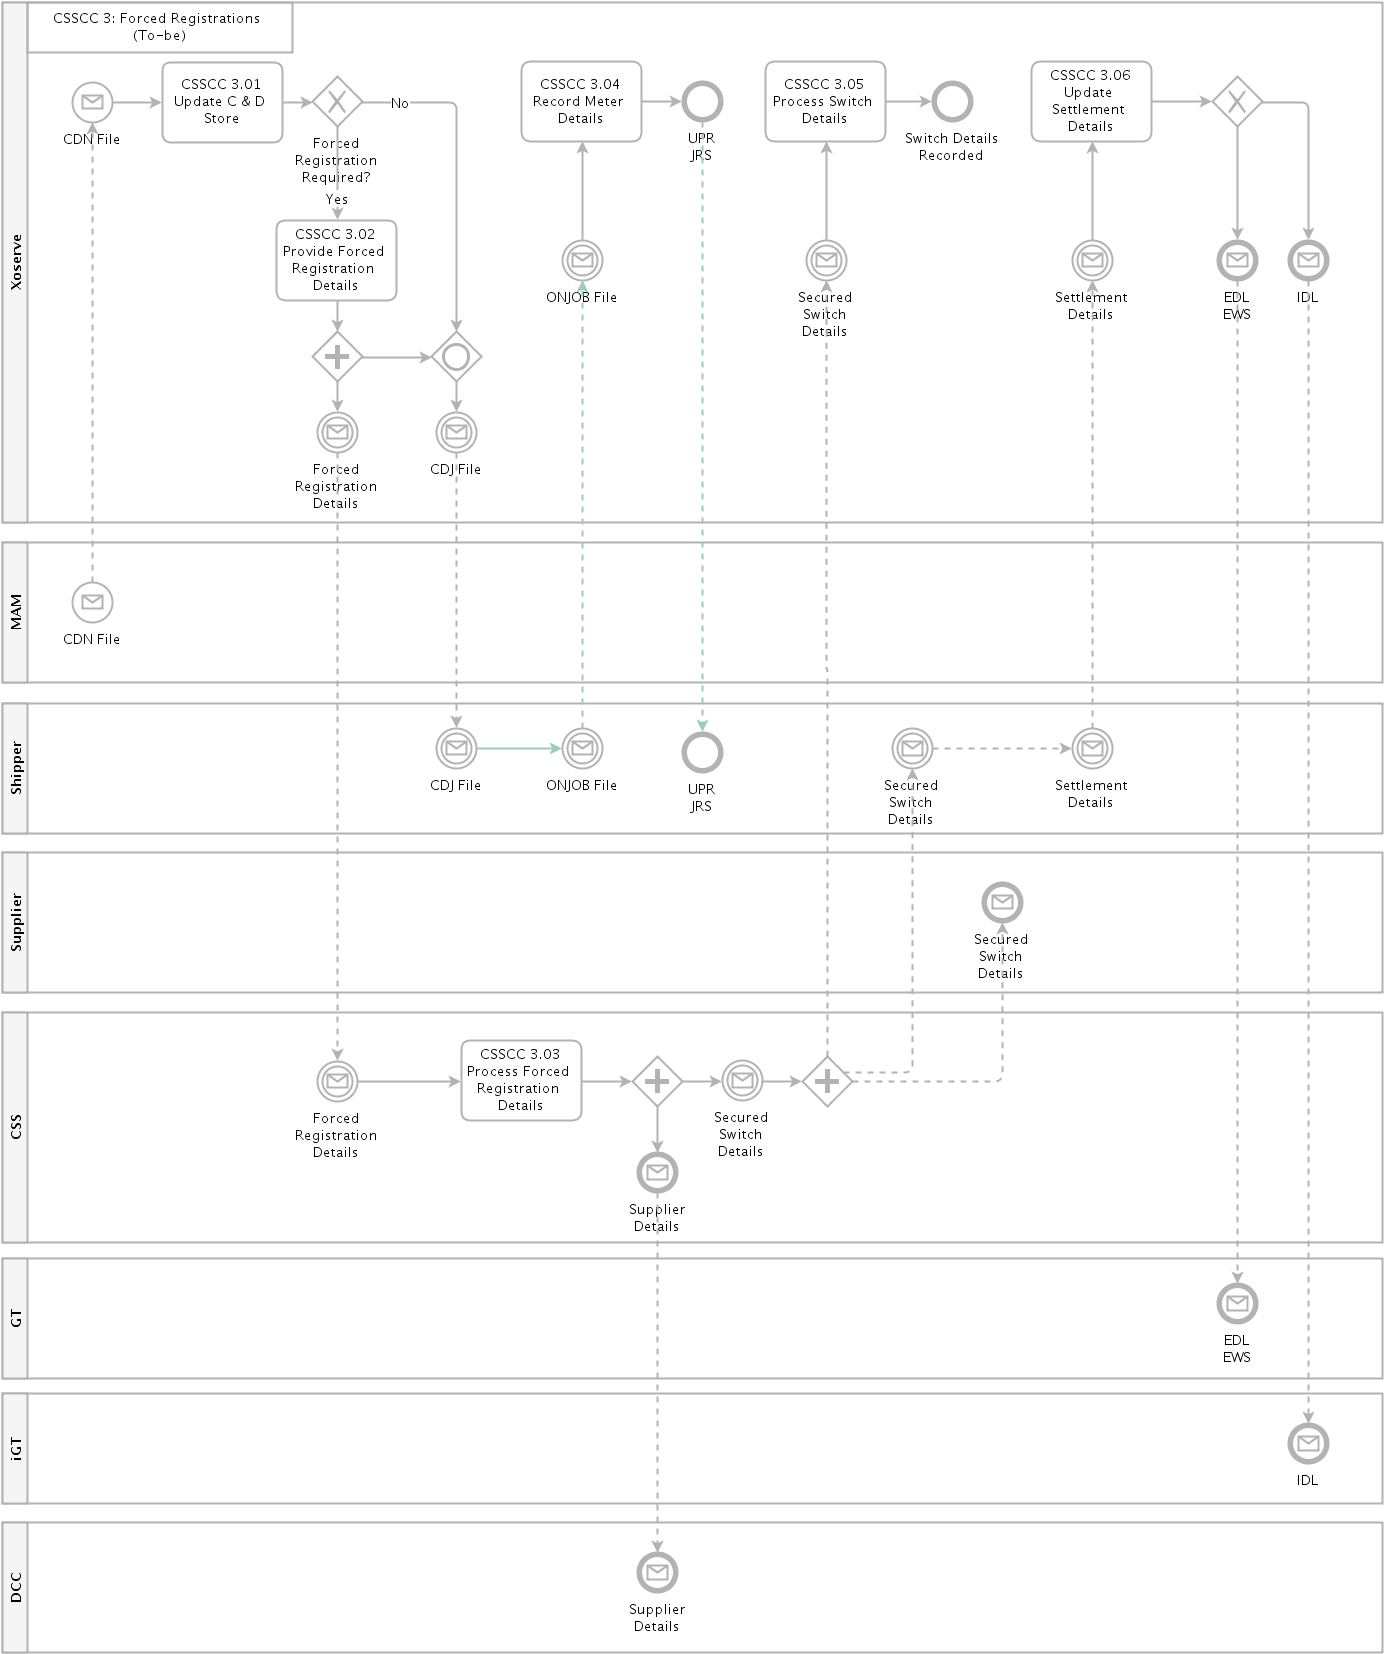 CSSCC 3: Forced Registrations
(To-be)
Xoserve
CDN File
CSSCC 3.01
Update C & D
Store
Forced
Registration
Required?
No
Yes
CSSCC 3.02
Provide Forced
Registration
Details
Forced
Registration
Details
CDJ File
CSSCC 3.04
Record Meter
Details
UPR
JRS
ONJOB File
CSSCC 3.05
Process Switch
Details
Switch Details
Recorded
Secured
Switch
Details
CSSCC 3.06
Update
Settlement
Details
Settlement
Details
EDL
EWS
IDL
MAM
CDN File
Shipper
CDJ File
ONJOB File
UPR
JRS
Secured
Switch
Details
Settlement
Details
Supplier
Secured
Switch
Details
CSS
Forced
Registration
Details
CSSCC 3.03
Process Forced
Registration
Details
Secured
Switch
Details
Supplier
Details
GT
EDL
EWS
iGT
IDL
DCC
Supplier
Details